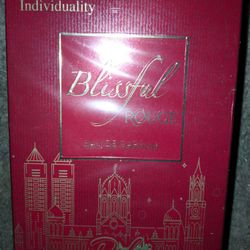 Individuality
Blissful
ROUGE
EAU DE PARFUM